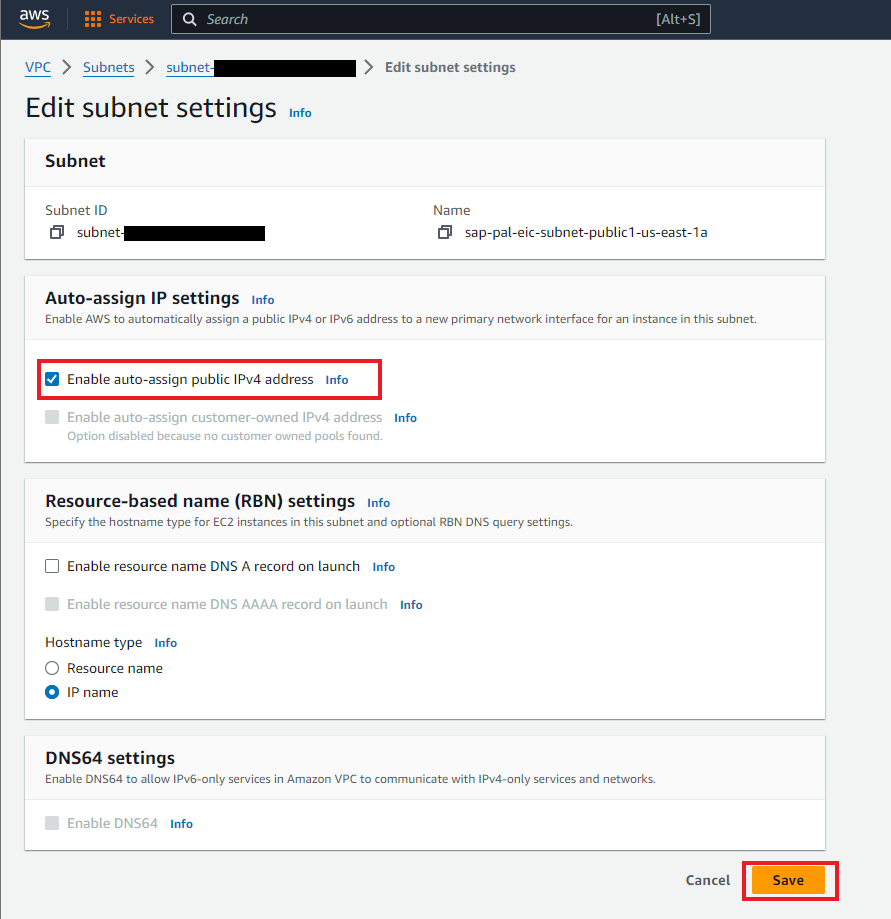 aws Services Search [Alt+S]
VPC > Subnets > subnet- > Edit subnet settings
Edit subnet settings Info
Subnet
Subnet ID
subnet-
Name
sap-pal-eic-subnet-public1-us-east-1a
Auto-assign IP settings Info
Enable AWS to automatically assign a public IPv4 or IPv6 address to a new primary network interface for an instance in this subnet.
Enable auto-assign public IPv4 address Info
Enable auto-assign customer-owned IPv4 address Info
Option disabled because no customer owned pools found.
Resource-based name (RBN) settings Info
Specify the hostname type for EC2 instances in this subnet and optional RBN DNS query settings.
Enable resource name DNS A record on launch Info
Enable resource name DNS AAAA record on launch Info
Hostname type Info
Resource name
IP name
DNS64 settings
Enable DNS64 to allow IPv6-only services in Amazon VPC to communicate with IPv4-only services and networks.
Enable DNS64 Info
Cancel Save